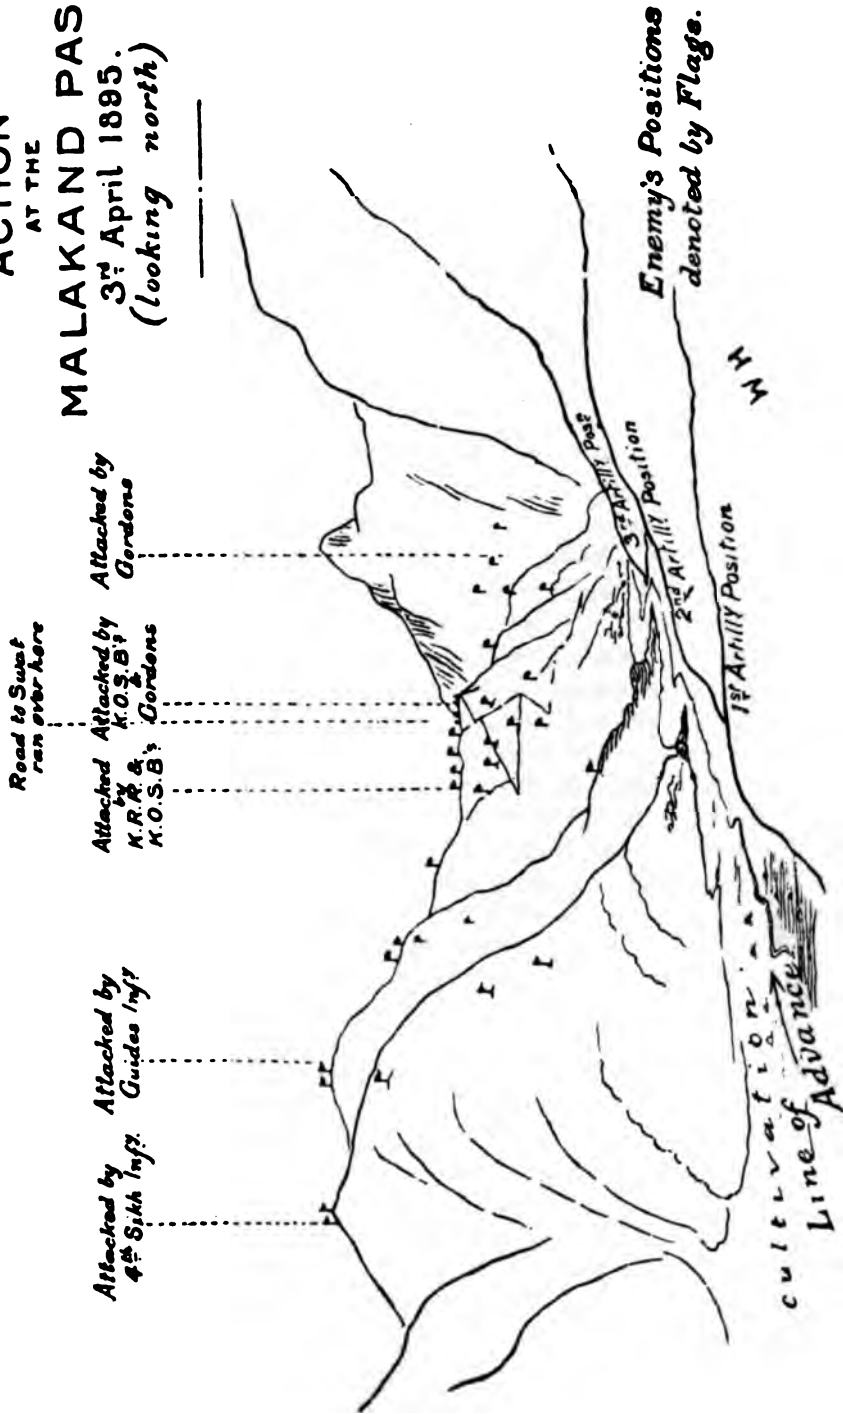 ACTION
AT THE
MALAKAND PAS
3rd April 1895.
(looking north)
Road to Swat
ran over here
Attacked by
4th Sikh Infy.
Attacked by
Guides Infy
Attacked
by
K.R.R. &
K.O.S.B's
Attacked by
K.O.S.B's
&
Gordons
Attacked by
Gordons
3rd Artilly Posn
3rd Artilly Position
2nd Artilly Position
1st Artilly Position
cultivation
Line of Advance
Enemy's Positions
denoted by Flags.
W H